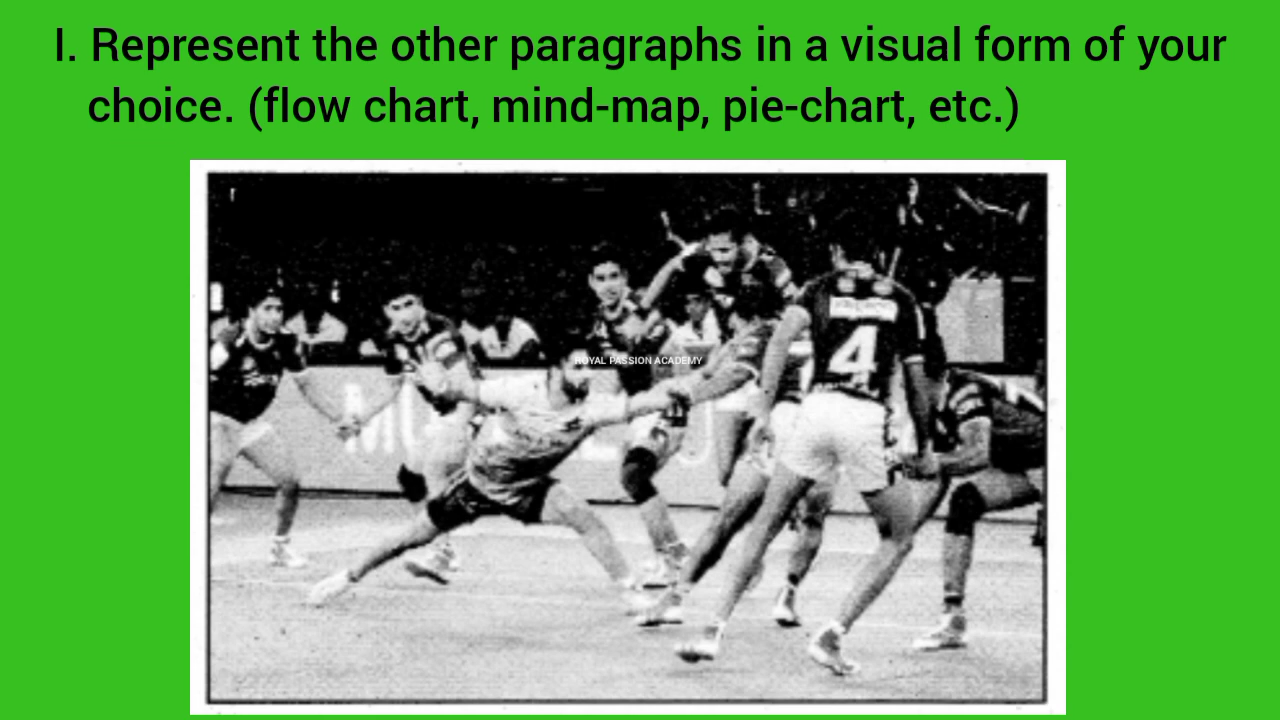 I. Represent the other paragraphs in a visual form of your
choice. (flow chart, mind-map, pie-chart, etc.)
ROYAL PASSION ACADEMY
4